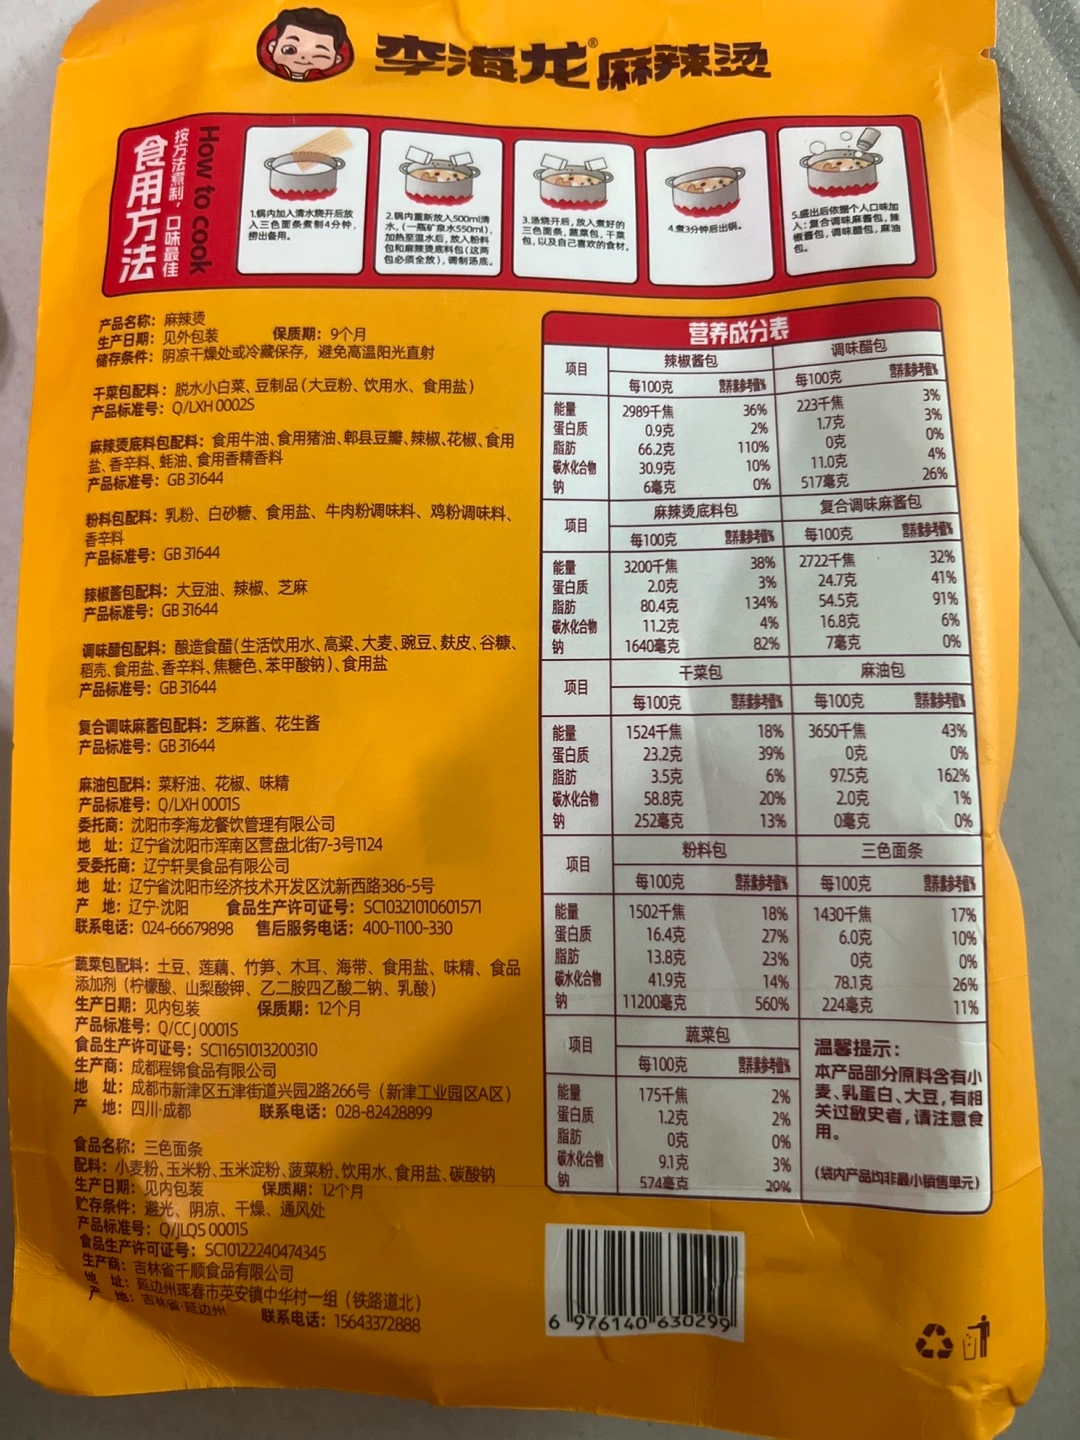 李海龙®麻辣烫
食用方法
按方法煮制，口味最佳
How to cook
1.锅内加入清水烧开后放
入三色面条煮制4分钟，
捞出备用。
2.锅内重新放入500ml清
水，(一瓶矿泉水550ml)，
加热至温水后，放入粉料
包和麻辣烫底料包(这两
包必须全放)，调制汤底。
3.汤烧开后，放入煮好的
三色面条，蔬菜包，干菜
包，以及自己喜欢的食材。
4.煮3分钟后出锅。
5.盛出后依据个人口味加
入：复合调味麻酱包，辣
椒酱包，调味醋包，麻油
包。
产品名称：麻辣烫
生产日期：见外包装 保质期：9个月
储存条件：阴凉干燥处或冷藏保存，避免高温阳光直射
干菜包配料：脱水小白菜、豆制品(大豆粉、饮用水、食用盐)
产品标准号：Q/LXH 0002S
麻辣烫底料包配料：食用牛油、食用猪油、郫县豆瓣、辣椒、花椒、食用
盐、香辛料、蚝油、食用香精香料
产品标准号：GB 31644
粉料包配料：乳粉、白砂糖、食用盐、牛肉粉调味料、鸡粉调味料、
香辛料
产品标准号：GB 31644
辣椒酱包配料：大豆油、辣椒、芝麻
产品标准号：GB 31644
调味醋包配料：酿造食醋(生活饮用水、高粱、大麦、豌豆、麸皮、谷糠、
稻壳、食用盐、香辛料、焦糖色、苯甲酸钠)、食用盐
产品标准号：GB 31644
复合调味麻酱包配料：芝麻酱、花生酱
产品标准号：GB 31644
麻油包配料：菜籽油、花椒、味精
产品标准号：Q/LXH 0001S
委托商：沈阳市李海龙餐饮管理有限公司
地 址：辽宁省沈阳市浑南区营盘北街7-3号1124
受委托商：辽宁轩昊食品有限公司
地 址：辽宁省沈阳市经济技术开发区沈新西路386-5号
产 地：辽宁·沈阳 食品生产许可证号：SC10321010601571
联系电话：024-66679898 售后服务电话：400-1100-330
蔬菜包配料：土豆、莲藕、竹笋、木耳、海带、食用盐、味精、食品
添加剂（柠檬酸、山梨酸钾、乙二胺四乙酸二钠、乳酸）
生产日期：见内包装 保质期：12个月
产品标准号：Q/CCJ 0001S
食品生产许可证号：SC11651013200310
生产商：成都程锦食品有限公司
地 址：成都市新津区五津街道兴园2路266号（新津工业园区A区）
产 地：四川·成都 联系电话：028-82428899
食品名称：三色面条
配料：小麦粉、玉米粉、玉米淀粉、菠菜粉、饮用水、食用盐、碳酸钠
生产日期：见内包装 保质期：12个月
贮存条件：避光、阴凉、干燥、通风处
产品标准号：Q/JLQS 0001S
食品生产许可证号：SC10122240474345
生产商：吉林省千顺食品有限公司
地 址：延边州珲春市英安镇中华村一组（铁路道北）
产 地：吉林省·延边州 联系电话：15643372888
营养成分表
项目 辣椒酱包 调味醋包
每100克 营养素参考值% 每100克 营养素参考值%
能量 2989千焦 36% 223千焦 3%
蛋白质 0.9克 2% 1.7克 3%
脂肪 66.2克 110% 0克 0%
碳水化合物 30.9克 10% 11.0克 4%
钠 6毫克 0% 517毫克 26%
项目 麻辣烫底料包 复合调味麻酱包
每100克 营养素参考值% 每100克 营养素参考值%
能量 3200千焦 38% 2722千焦 32%
蛋白质 2.0克 3% 24.7克 41%
脂肪 80.4克 134% 54.5克 91%
碳水化合物 11.2克 4% 16.8克 6%
钠 1640毫克 82% 7毫克 0%
项目 干菜包 麻油包
每100克 营养素参考值% 每100克 营养素参考值%
能量 1524千焦 18% 3650千焦 43%
蛋白质 23.2克 39% 0克 0%
脂肪 3.5克 6% 97.5克 162%
碳水化合物 58.8克 20% 2.0克 1%
钠 252毫克 13% 0毫克 0%
项目 粉料包 三色面条
每100克 营养素参考值% 每100克 营养素参考值%
能量 1502千焦 18% 1430千焦 17%
蛋白质 16.4克 27% 6.0克 10%
脂肪 13.8克 23% 0克 0%
碳水化合物 41.9克 14% 78.1克 26%
钠 11200毫克 560% 224毫克 11%
项目 蔬菜包
每100克 营养素参考值%
能量 175千焦 2%
蛋白质 1.2克 2%
脂肪 0克 0%
碳水化合物 9.1克 3%
钠 574毫克 29%
温馨提示：
本产品部分原料含有小
麦、乳蛋白、大豆，有相
关过敏史者，请注意食
用。
(袋内产品均非最小销售单元)
6 976140 630299